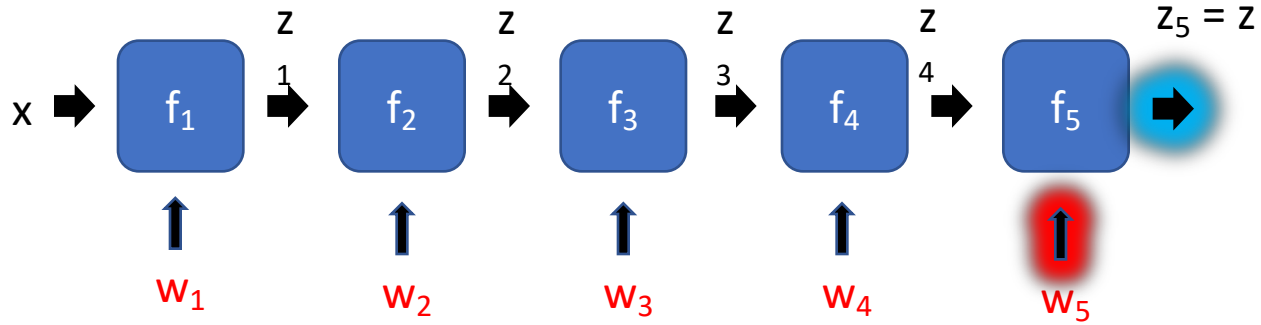 z z z z z₅ = z
1 2 3 4
x f₁ f₂ f₃ f₄ f₅
w₁ w₂ w₃ w₄ w₅